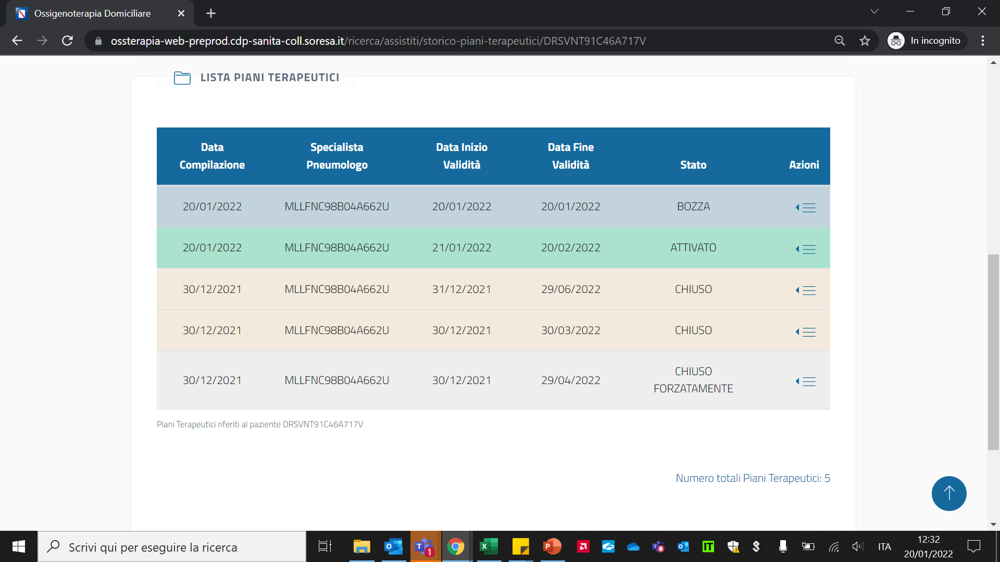 Ossigenoterapia Domiciliare
ossterapia-web-preprod.cdp-sanita-coll.soresa.it/ricerca/assistiti/storico-piani-terapeutici/DRSVNT91C46A717V
In incognito
LISTA PIANI TERAPEUTICI
Data Compilazione Specialista Pneumologo Data Inizio Validità Data Fine Validità Stato Azioni
20/01/2022 MLLFNC98B04A662U 20/01/2022 20/01/2022 BOZZA
20/01/2022 MLLFNC98B04A662U 21/01/2022 20/02/2022 ATTIVATO
30/12/2021 MLLFNC98B04A662U 31/12/2021 29/06/2022 CHIUSO
30/12/2021 MLLFNC98B04A662U 30/12/2021 30/03/2022 CHIUSO
30/12/2021 MLLFNC98B04A662U 30/12/2021 29/04/2022 CHIUSO FORZATAMENTE
Piani Terapeutici riferiti al paziente DRSVNT91C46A717V
Numero totali Piani Terapeutici: 5
Scrivi qui per eseguire la ricerca
1
ITA
12:32
20/01/2022